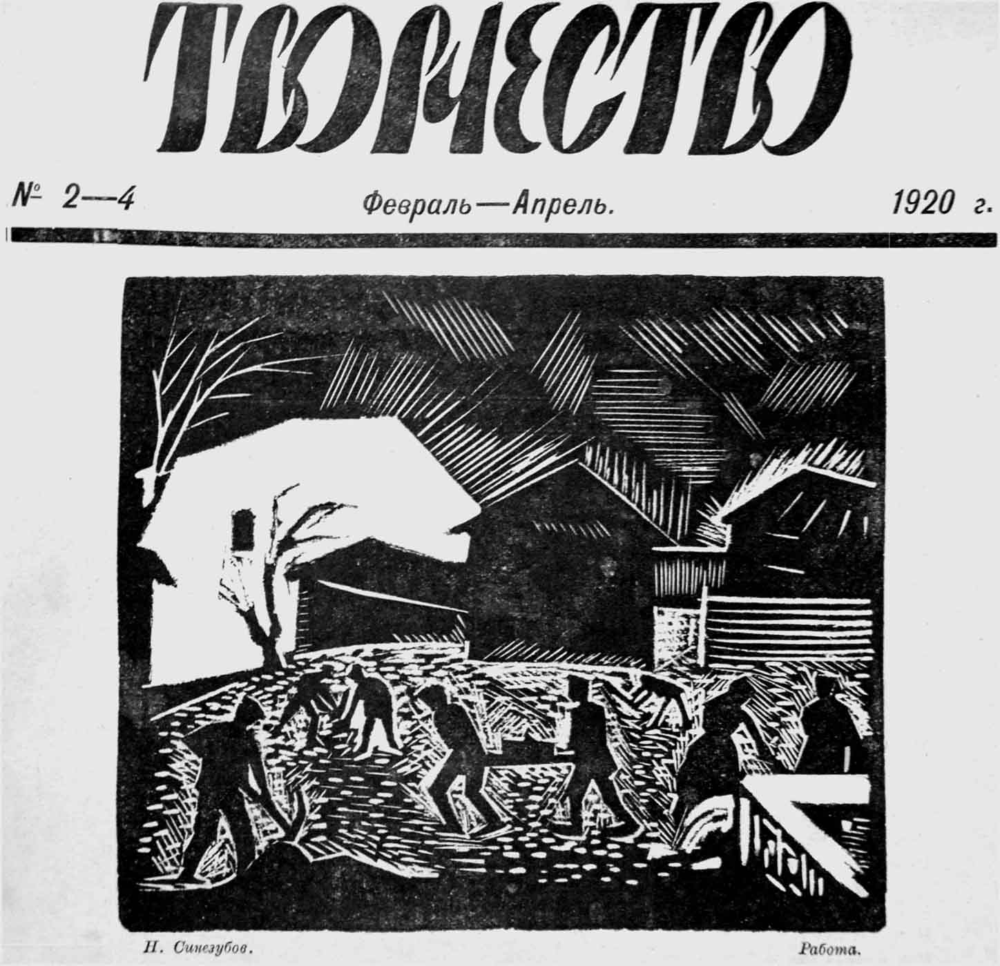 ТВОРЧЕСТВО
№ 2—4 Февраль—Апрель. 1920 г.
Н. Синезубов. Работа.